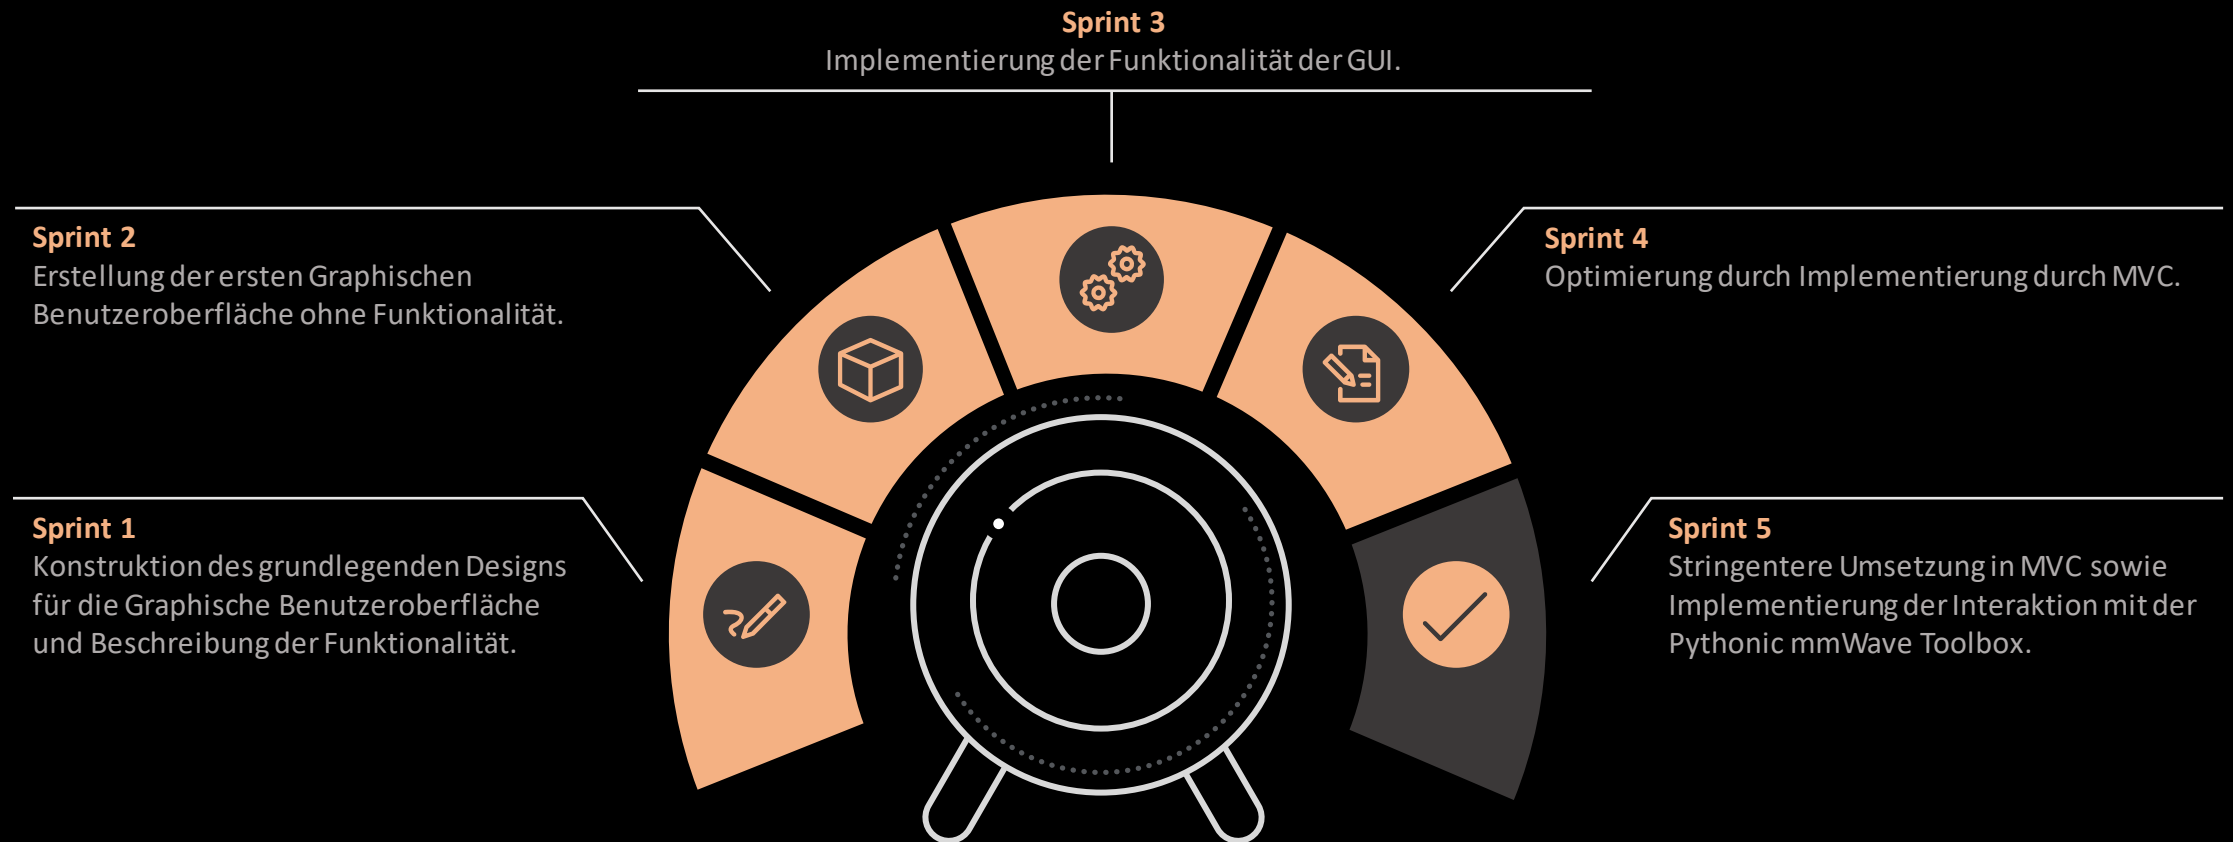 Sprint 3
Implementierung der Funktionalität der GUI.
Sprint 2
Erstellung der ersten Graphischen
Benutzeroberfläche ohne Funktionalität.
Sprint 4
Optimierung durch Implementierung durch MVC.
Sprint 1
Konstruktion des grundlegenden Designs
für die Graphische Benutzeroberfläche
und Beschreibung der Funktionalität.
Sprint 5
Stringentere Umsetzung in MVC sowie
Implementierung der Interaktion mit der
Pythonic mmWave Toolbox.